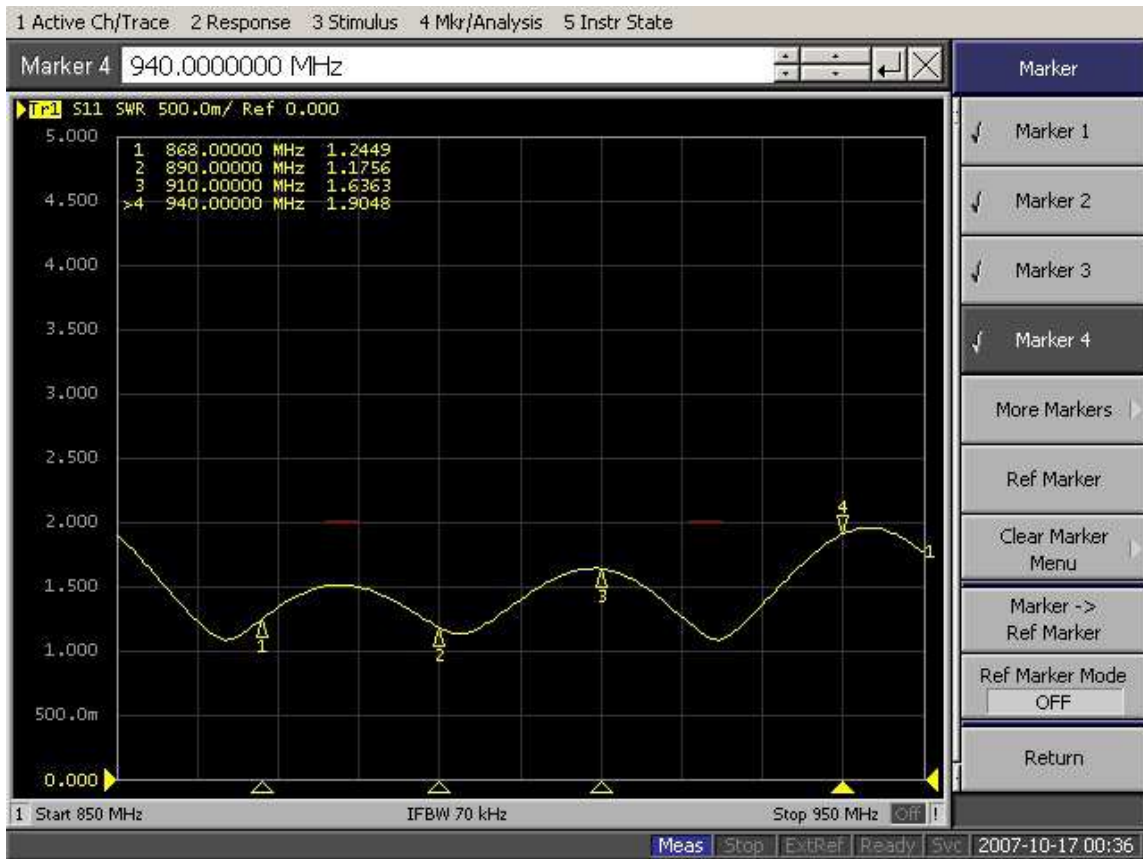 1 Active Ch/Trace 2 Response 3 Stimulus 4 Mkr/Analysis 5 Instr State
Marker 4 940.0000000 MHz
Marker
Tr1 S11 SWR 500.0m/ Ref 0.000
5.000
1 868.00000 MHz 1.2449
2 890.00000 MHz 1.1756
3 910.00000 MHz 1.6363
>4 940.00000 MHz 1.9048
4.500
4.000
3.500
3.000
2.500
2.000
1.500
1.000
500.0m
0.000
1
2
3
4
1
Marker 1
Marker 2
Marker 3
Marker 4
More Markers
Ref Marker
Clear Marker
Menu
Marker ->
Ref Marker
Ref Marker Mode
OFF
Return
1 Start 850 MHz IFBW 70 kHz Stop 950 MHz Off !
Meas Stop ExtRef Ready Svc 2007-10-17 00:36